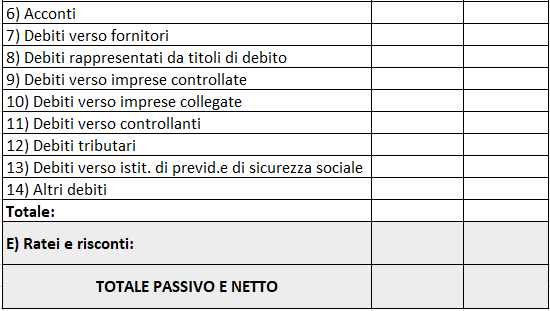 6) Acconti
7) Debiti verso fornitori
8) Debiti rappresentati da titoli di debito
9) Debiti verso imprese controllate
10) Debiti verso imprese collegate
11) Debiti verso controllanti
12) Debiti tributari
13) Debiti verso istit. di previd.e di sicurezza sociale
14) Altri debiti
Totale:
E) Ratei e risconti:
TOTALE PASSIVO E NETTO